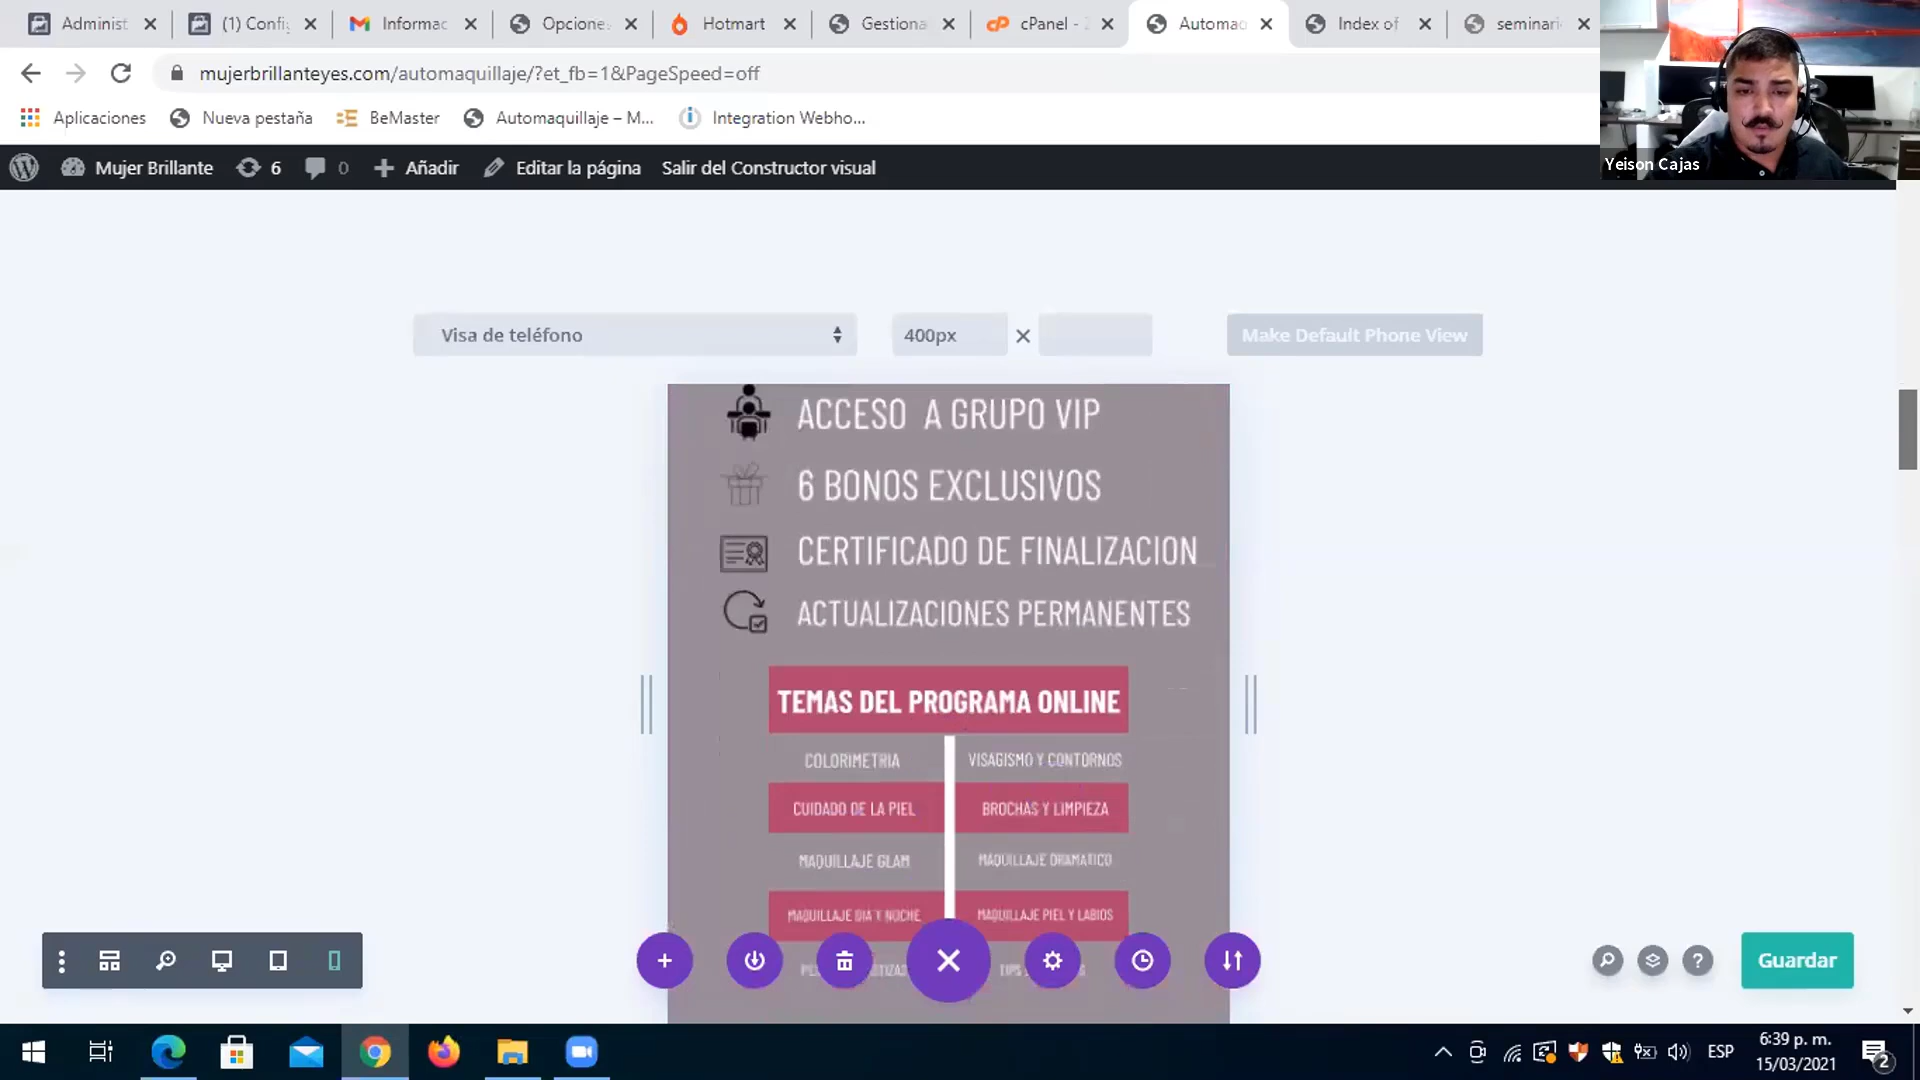 Administ
(1) Config
Informac
Opcione
Hotmart
Gestiona
cPanel - Z
Automaq
Index of
seminari
mujerbrillanteyes.com/automaquillaje/?et_fb=1&PageSpeed=off
Aplicaciones
Nueva pestaña
BeMaster
Automaquillaje – M...
Integration Webho...
Mujer Brillante
6
0
Añadir
Editar la página
Salir del Constructor visual
Yeison Cajas
Visa de teléfono
400px
Make Default Phone View
ACCESO A GRUPO VIP
6 BONOS EXCLUSIVOS
CERTIFICADO DE FINALIZACION
ACTUALIZACIONES PERMANENTES
TEMAS DEL PROGRAMA ONLINE
COLORIMETRIA
VISAGISMO Y CONTORNOS
CUIDADO DE LA PIEL
BROCHAS Y LIMPIEZA
MAQUILLAJE GLAM
MAQUILLAJE DRAMATICO
MAQUILLAJE DIA Y NOCHE
MAQUILLAJE PIEL Y LABIOS
Guardar
ESP
6:39 p. m.
15/03/2021
2